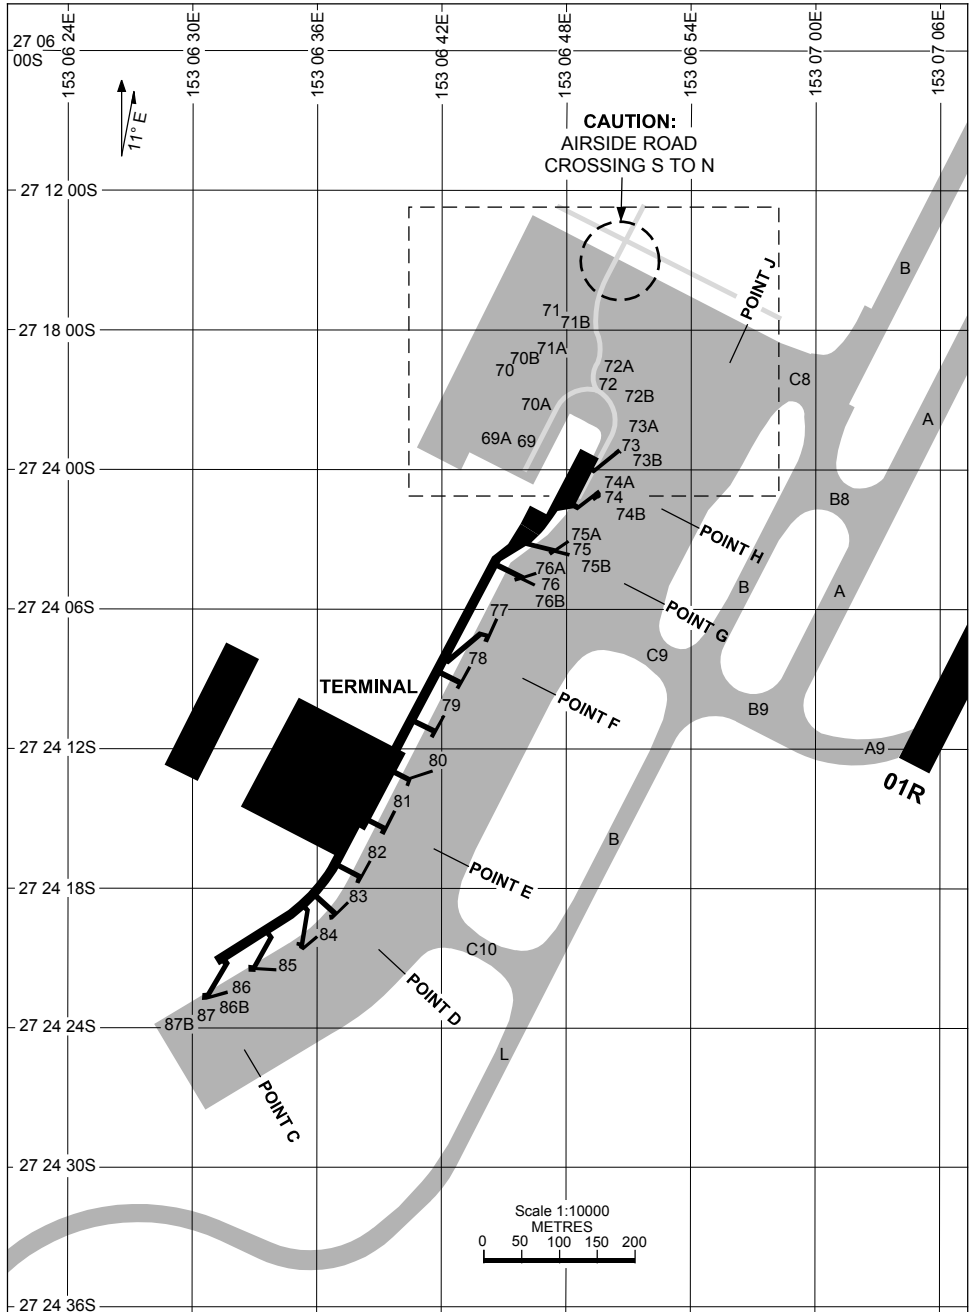 153 06 24E
153 06 30E
153 06 36E
153 06 42E
153 06 48E
153 06 54E
153 07 00E
153 07 06E
27 06
00S
11° E
CAUTION:
AIRSIDE ROAD
CROSSING S TO N
27 12 00S
POINT J
B
71
71B
27 18 00S
71A
70B
70
72A
72
72B
C8
70A
A
73A
69A
69
73
73B
27 24 00S
74A
74
74B
B8
POINT H
75A
75
75B
76A
76
76B
B
A
27 24 06S
77
POINT G
78
C9
TERMINAL
79
POINT F
B9
27 24 12S
A9
80
01R
81
B
82
POINT E
27 24 18S
83
84
C10
85
86
86B
87
87B
POINT D
27 24 24S
L
POINT C
27 24 30S
Scale 1:10000
METRES
0 50 100 150 200
27 24 36S